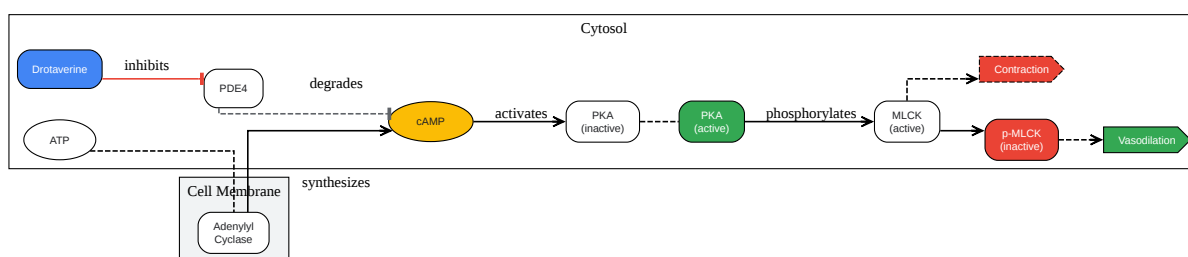 Cytosol
Drotaverine
inhibits
PDE4
degrades
Contraction
ATP
cAMP
activates
PKA
(inactive)
PKA
(active)
phosphorylates
MLCK
(active)
p-MLCK
(inactive)
Vasodilation
synthesizes
Cell Membrane
Adenylyl
Cyclase